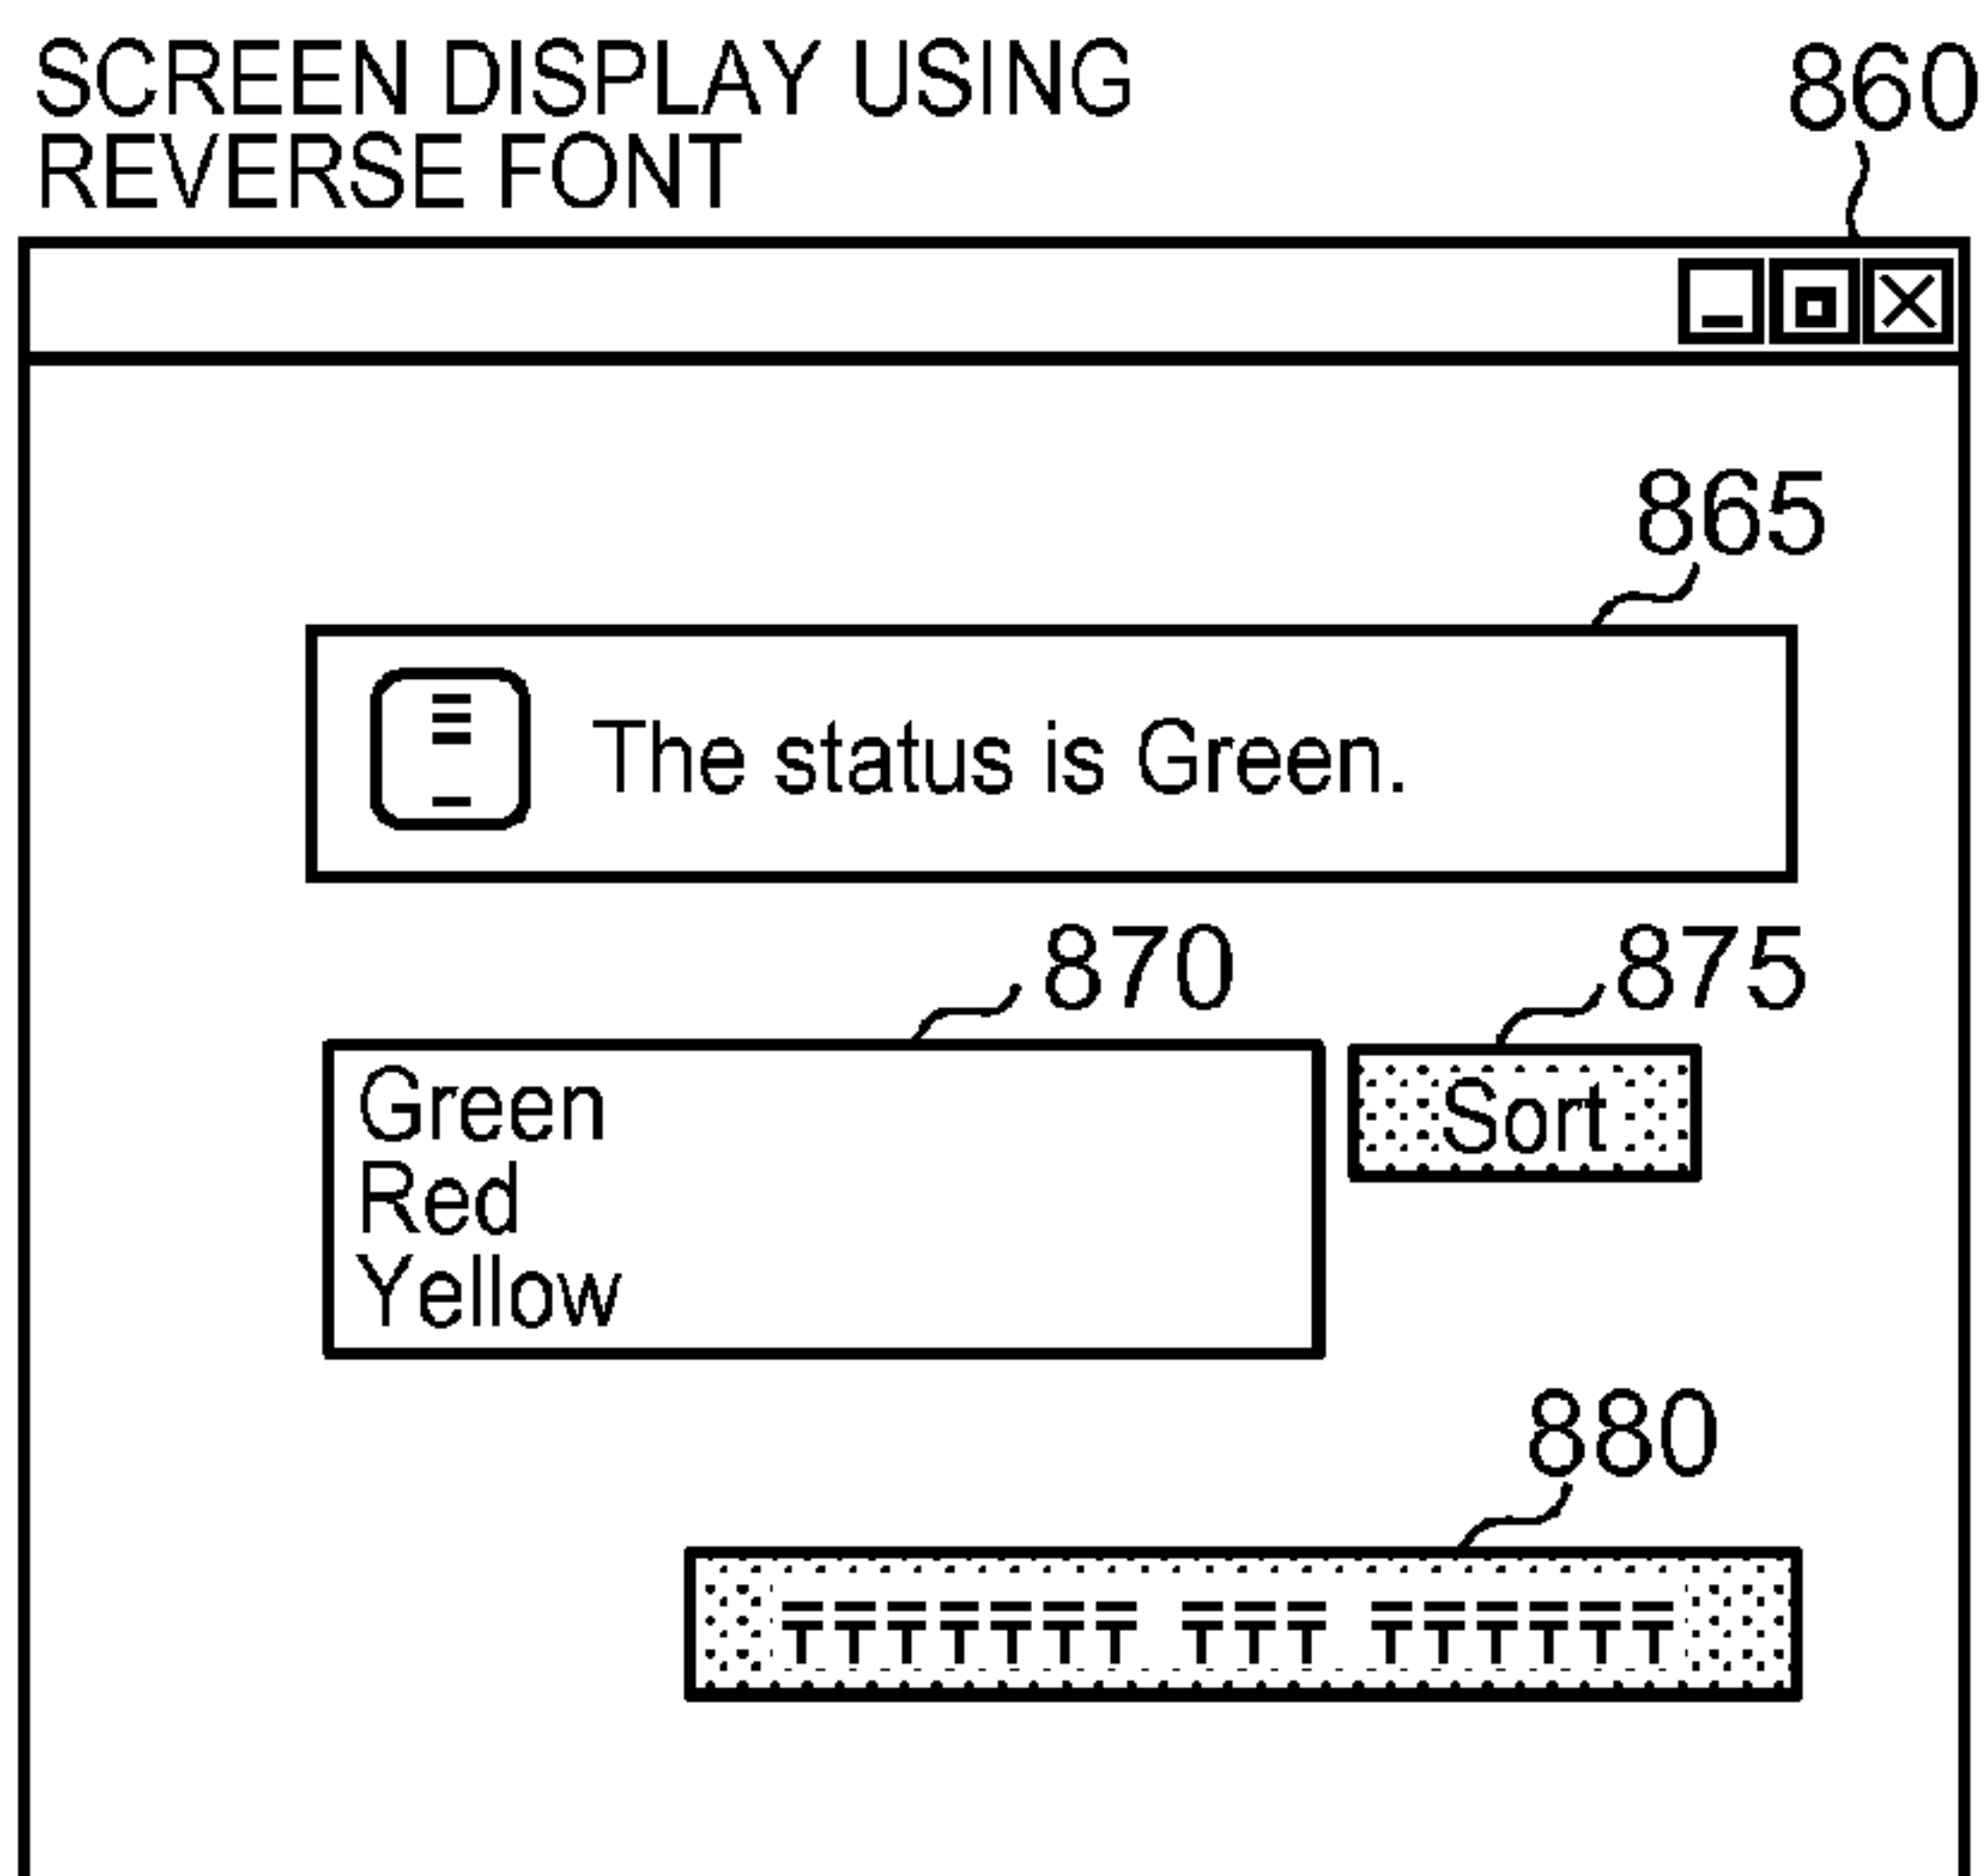 SCREEN DISPLAY USING
REVERSE FONT
860
865
The status is Green.
870
875
Green
Red
Yellow
Sort
880